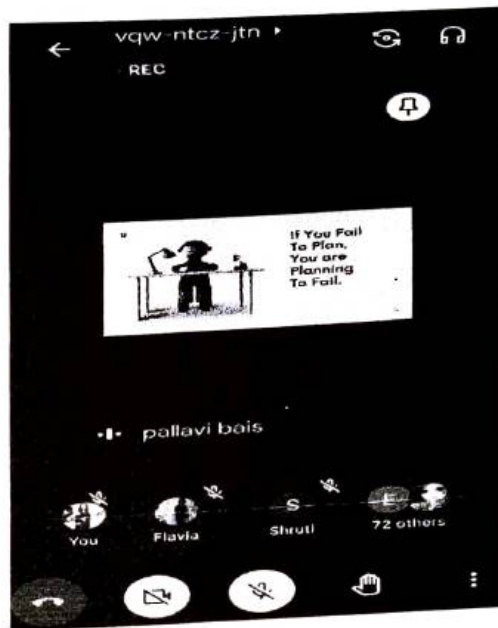 vqw-ntcz-jtn
REC
If You Fail
To Plan,
You are
Planning
To Fail.
pallavi bais
S
E
You
Flavia
Shruti
72 others